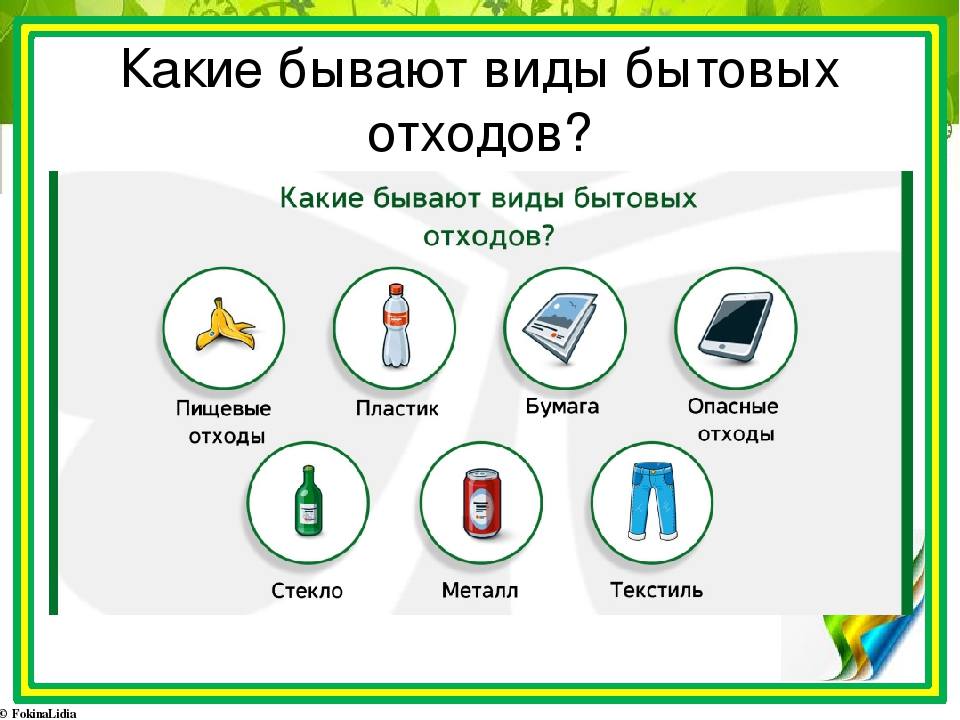 Какие бывают виды бытовых
отходов?
Какие бывают виды бытовых
отходов?
Пищевые
отходы
Пластик
Бумага
Опасные
отходы
Стекло
Металл
Текстиль
© FokinaLidia